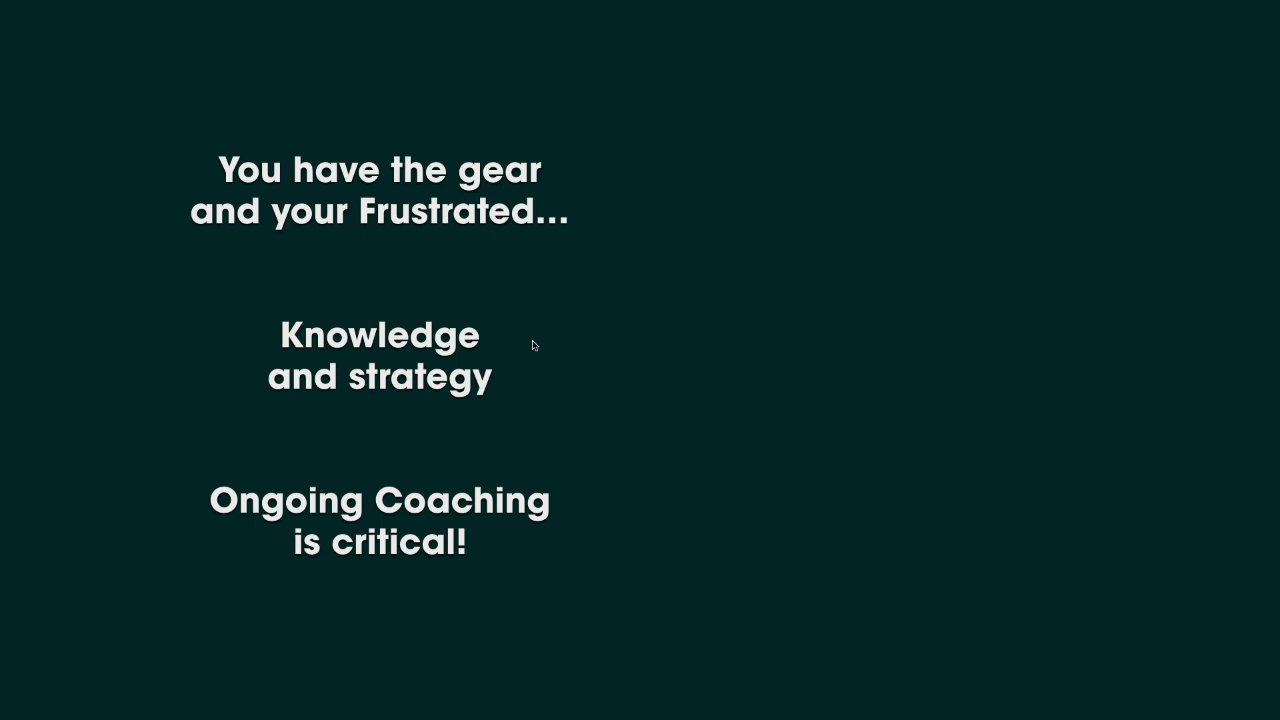 You have the gear
and your Frustrated...
Knowledge
and strategy
Ongoing Coaching
is critical!